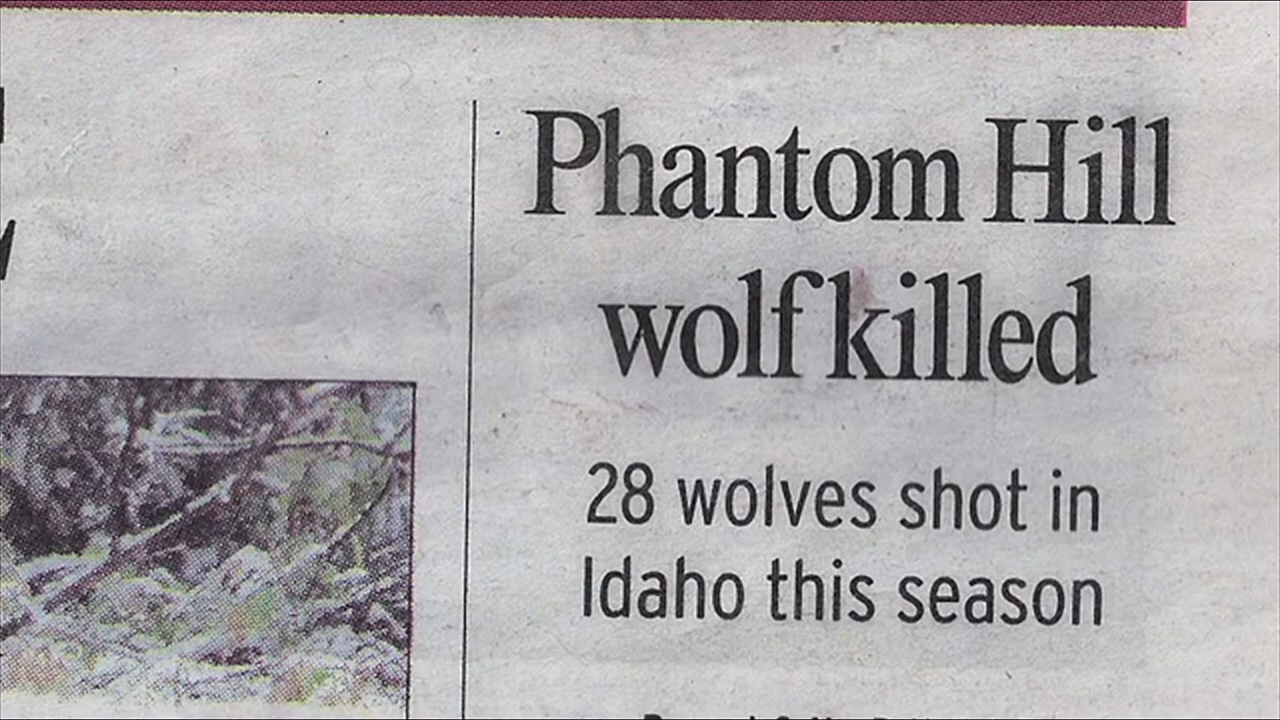 Phantom Hill
wolf killed
28 wolves shot in
Idaho this season